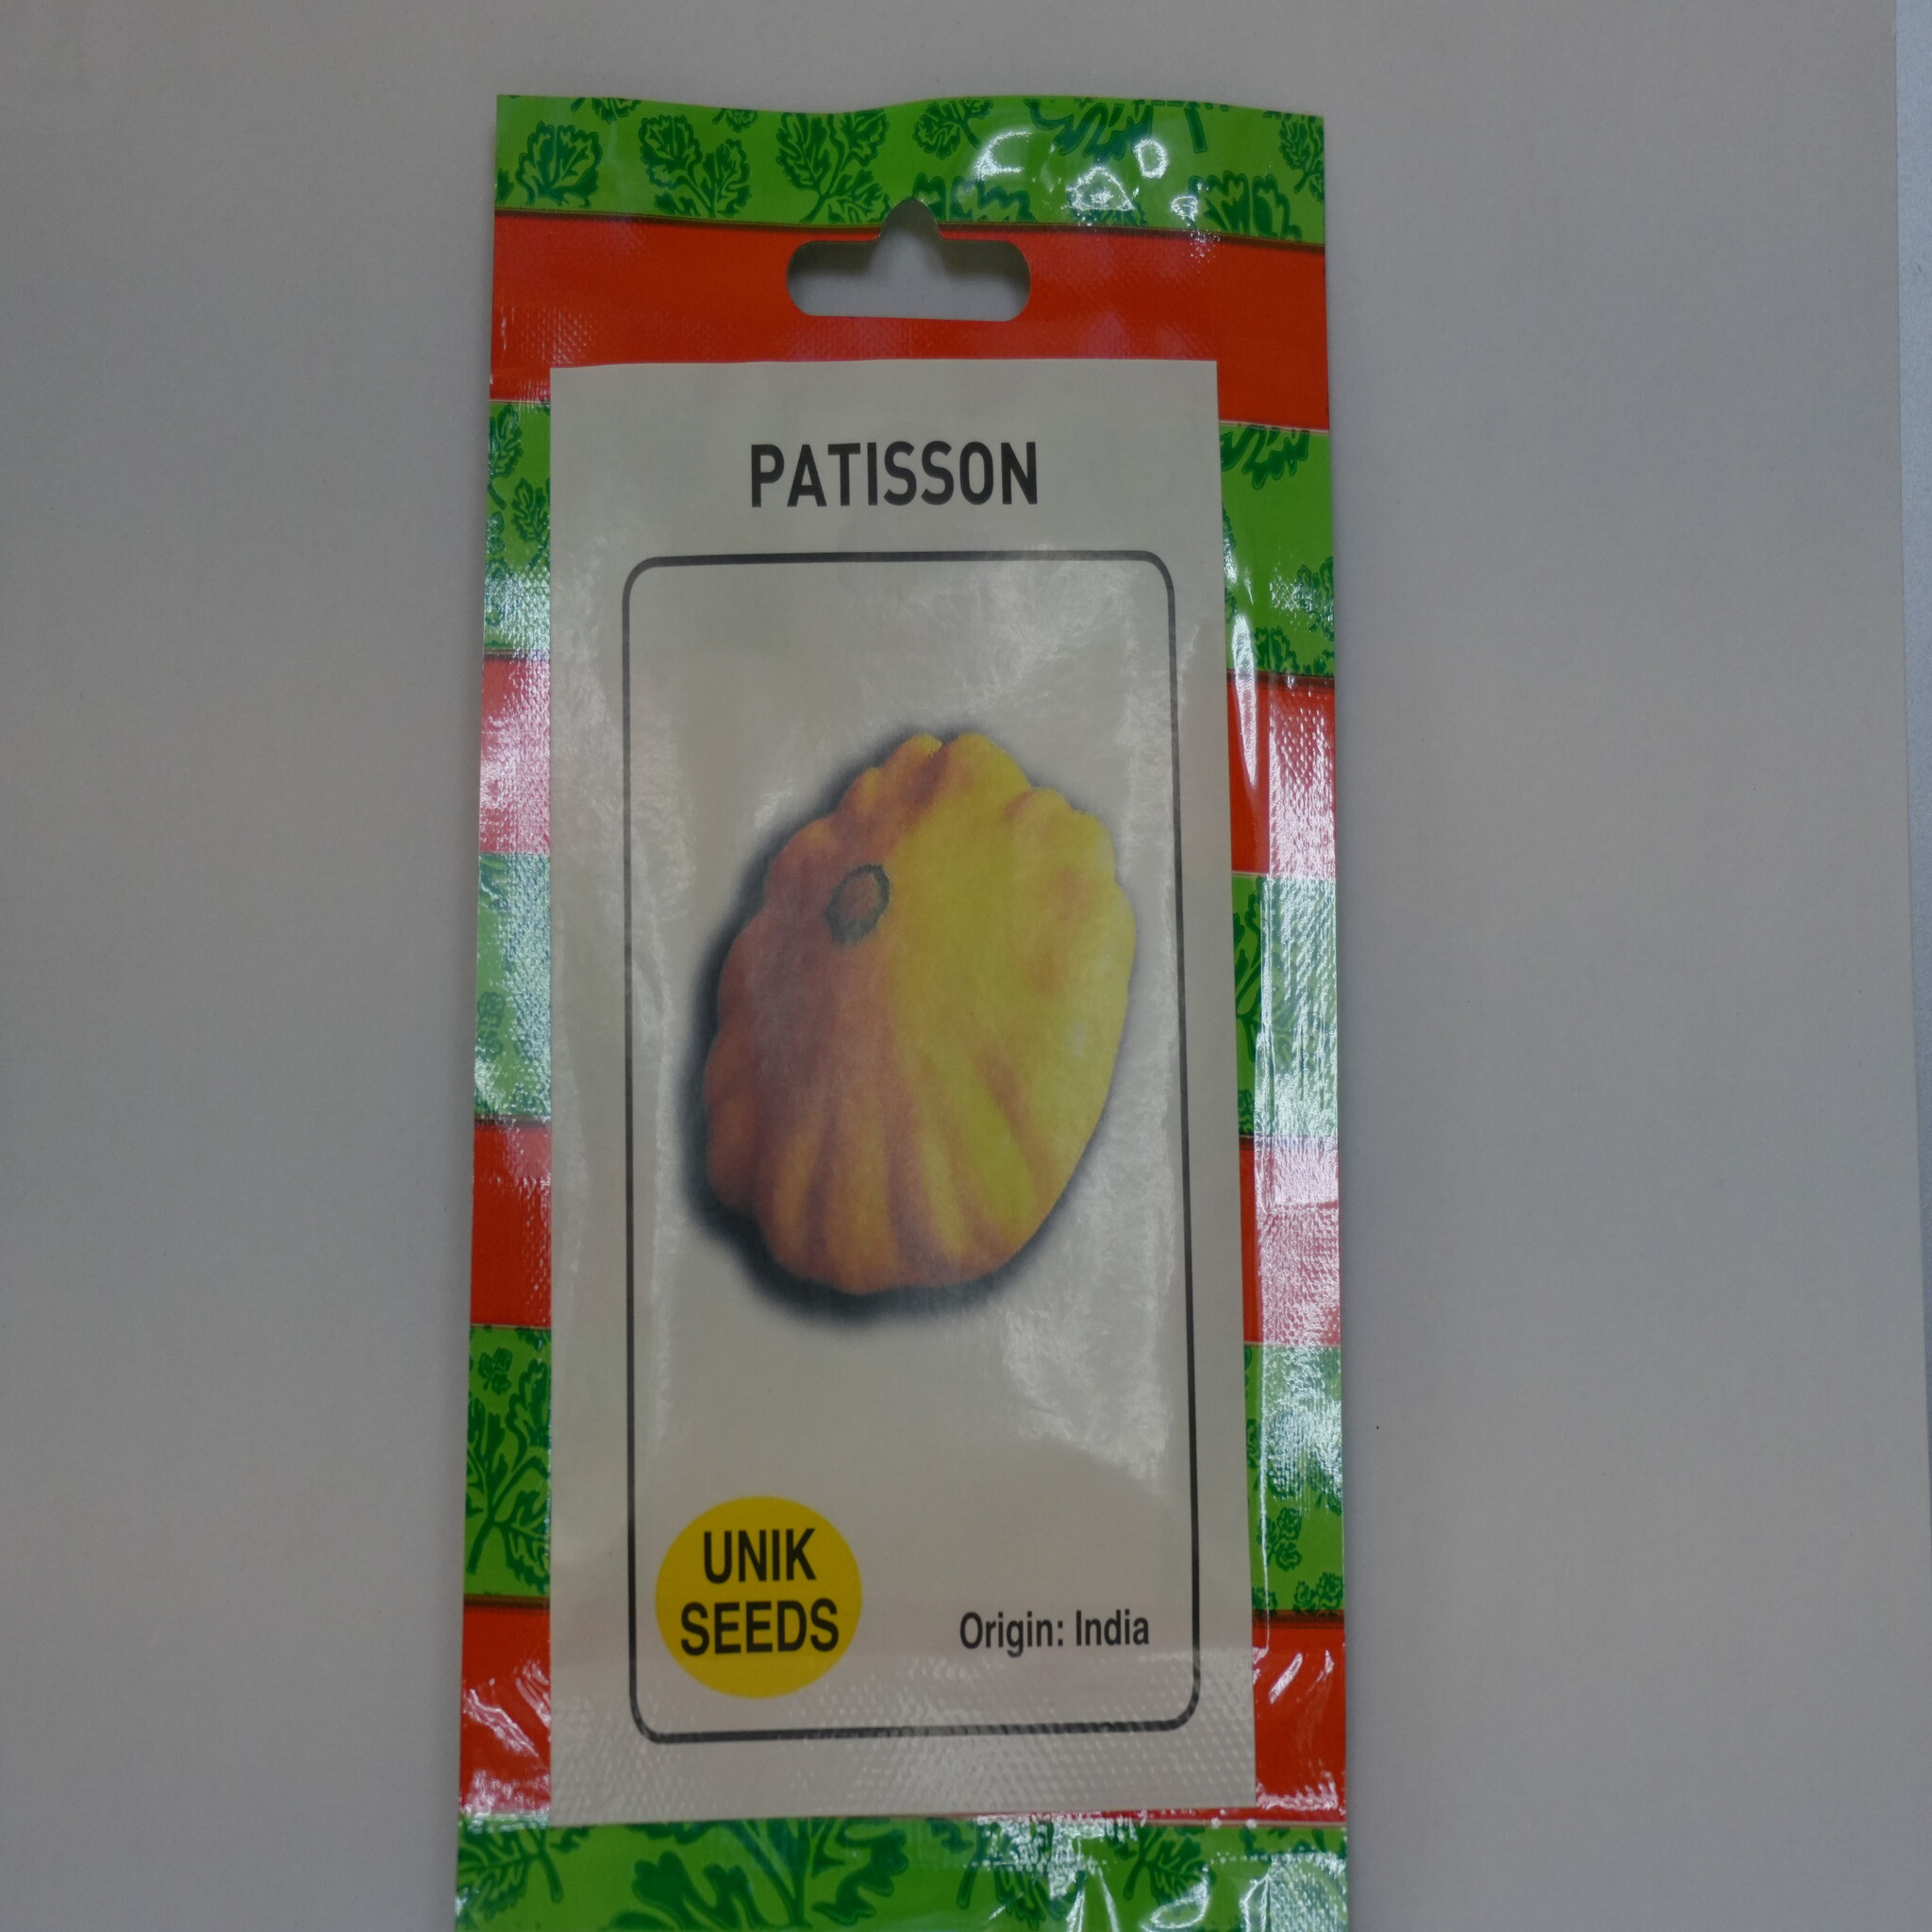 PATISSON
UNIK
SEEDS
Origin: India